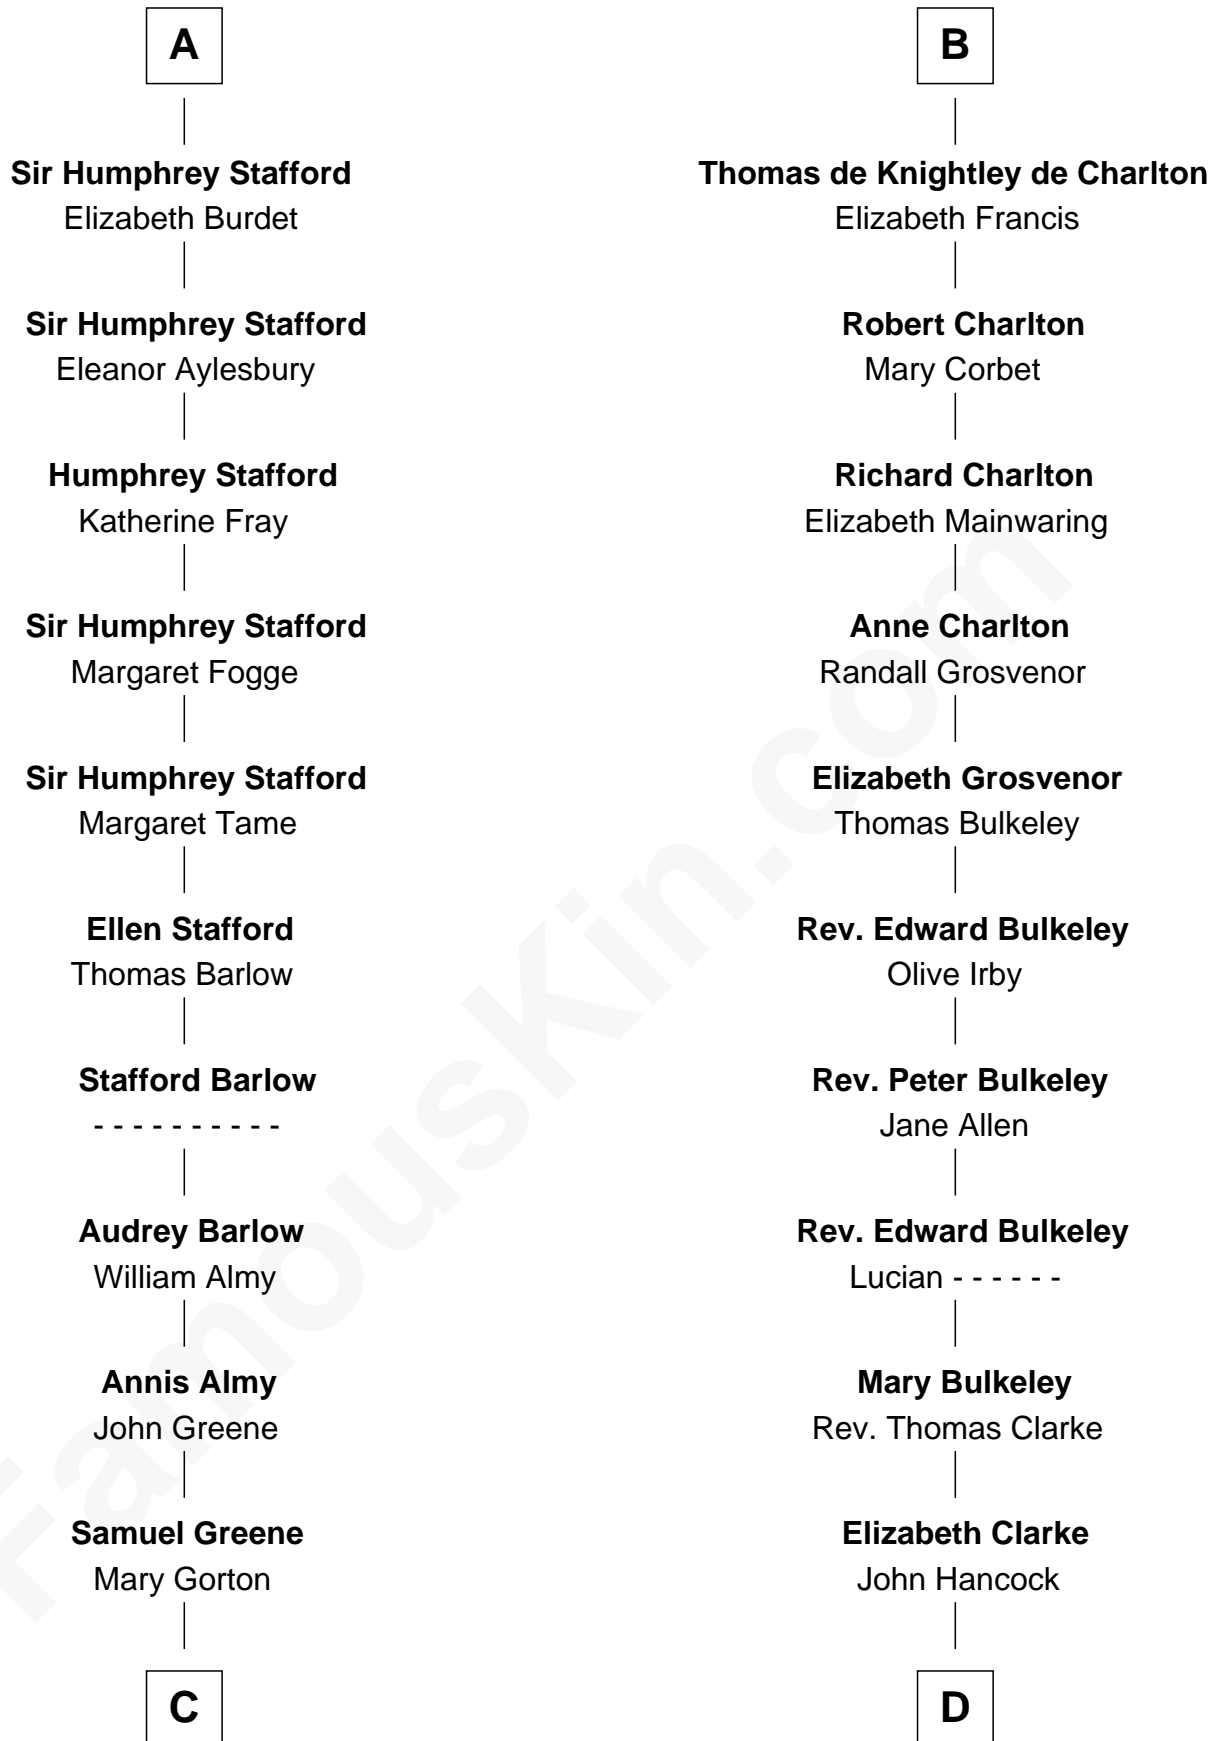 A
Sir Humphrey Stafford
Elizabeth Burdet
Sir Humphrey Stafford
Eleanor Aylesbury
Humphrey Stafford
Katherine Fray
Sir Humphrey Stafford
Margaret Fogge
Sir Humphrey Stafford
Margaret Tame
Ellen Stafford
Thomas Barlow
Stafford Barlow
- - - - - - - - - -
Audrey Barlow
William Almy
Annis Almy
John Greene
Samuel Greene
Mary Gorton
C
B
Thomas de Knightley de Charlton
Elizabeth Francis
Robert Charlton
Mary Corbet
Richard Charlton
Elizabeth Mainwaring
Anne Charlton
Randall Grosvenor
Elizabeth Grosvenor
Thomas Bulkeley
Rev. Edward Bulkeley
Olive Irby
Rev. Peter Bulkeley
Jane Allen
Rev. Edward Bulkeley
Lucian - - - - - -
Mary Bulkeley
Rev. Thomas Clarke
Elizabeth Clarke
John Hancock
D
FamousKin.com